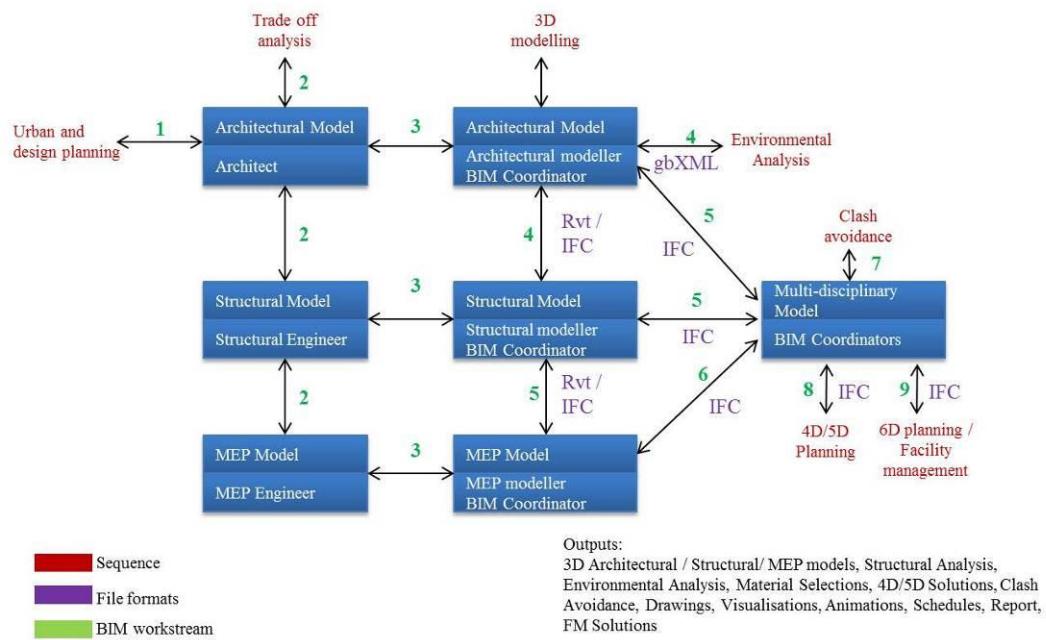 Trade off
analysis
3D
modelling
2
Urban and
design planning
1
Architectural Model
Architect
3
Architectural Model
Architectural modeller
BIM Coordinator
4
gbXML
Environmental
Analysis
2
4
Rvt /
IFC
5
IFC
Clash
avoidance
7
Structural Model
Structural Engineer
3
Structural Model
Structural modeller
BIM Coordinator
5
IFC
Multi-disciplinary
Model
BIM Coordinators
2
5
Rvt /
IFC
6
IFC
8
IFC
9
IFC
4D/5D
Planning
6D planning /
Facility
management
MEP Model
MEP Engineer
3
MEP Model
MEP modeller
BIM Coordinator
Sequence
File formats
BIM workstream
Outputs:
3D Architectural / Structural/ MEP models, Structural Analysis,
Environmental Analysis, Material Selections, 4D/5D Solutions, Clash
Avoidance, Drawings, Visualisations, Animations, Schedules, Report,
FM Solutions